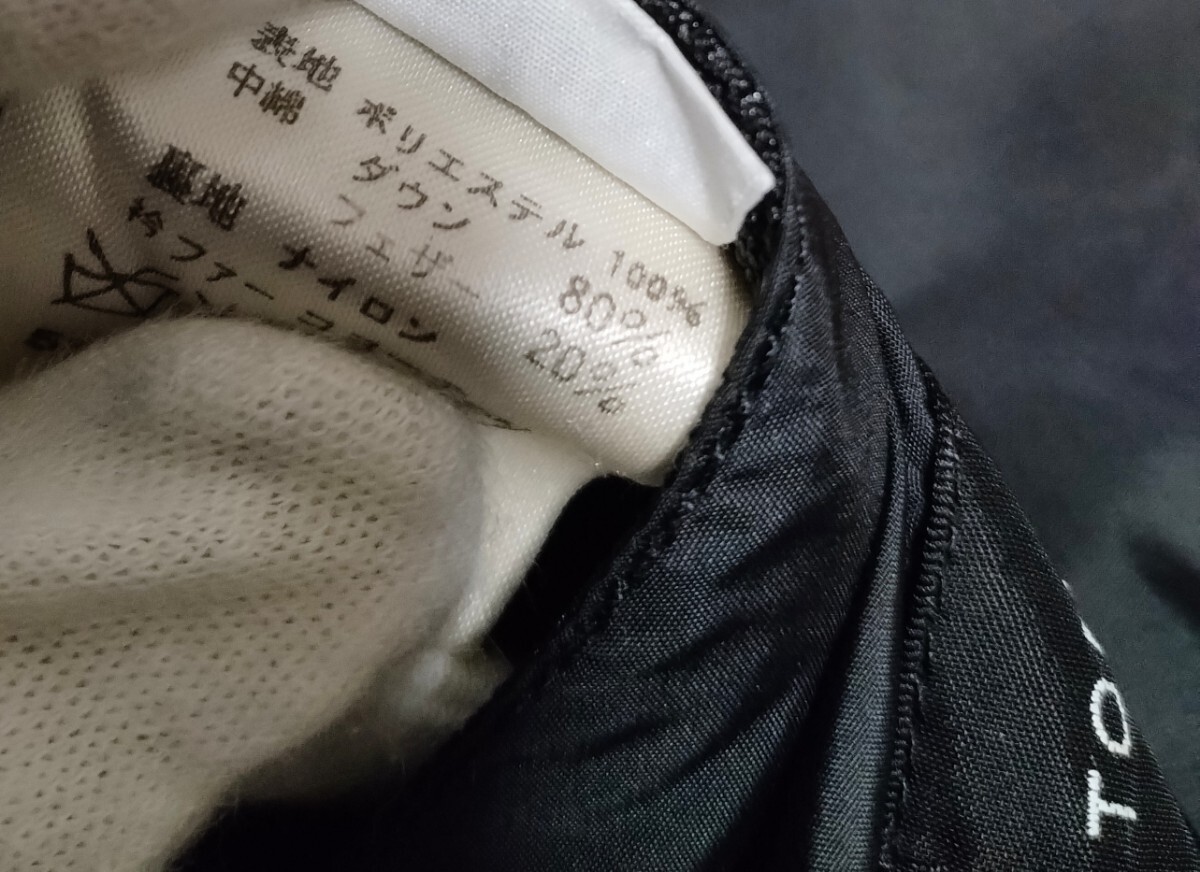 表地 ポリエステル 100%
中綿 ダウン 80%
フェザー 20%
裏地 ナイロン
衿ファー
TO